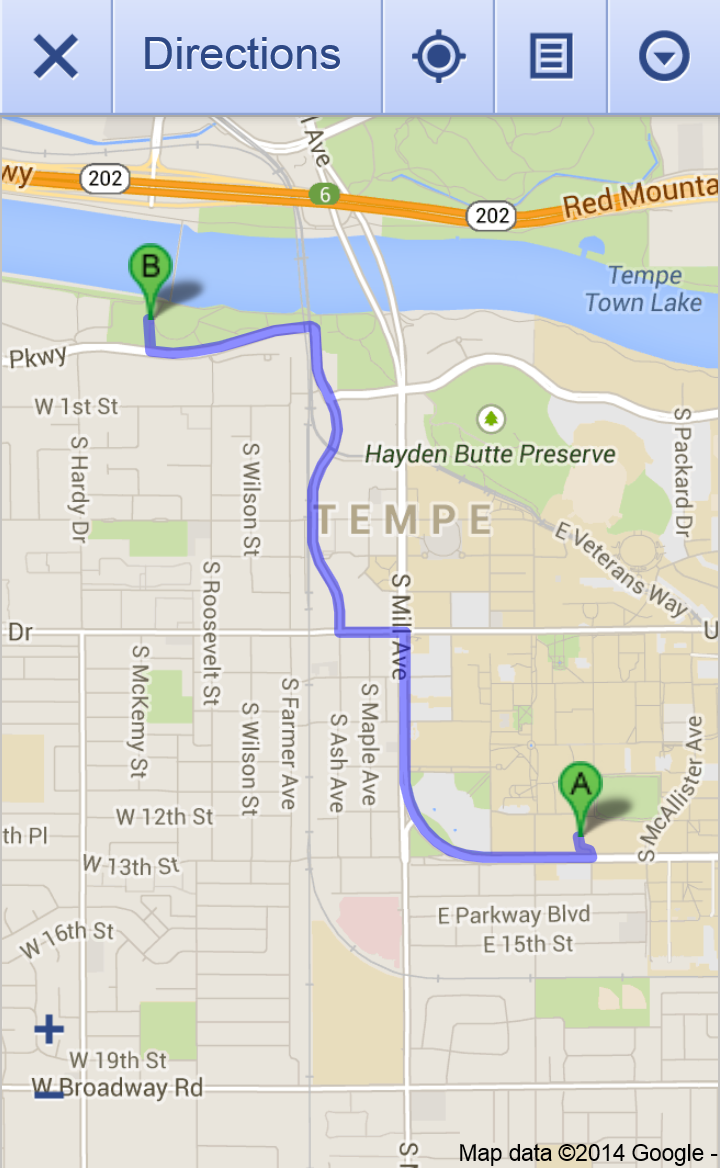 Directions
l Ave
wy
202
6
202
Red Mounta
B
Tempe
Town Lake
Pkwy
W 1st St
S Hardy Dr
S Wilson St
Hayden Butte Preserve
S Packard Dr
TEMPE
E Veterans Way
S Roosevelt St
S Mill Ave
Dr
U
S McKemy St
S Wilson St
S Farmer Ave
S Ash Ave
S Maple Ave
S McAllister Ave
A
W 12th St
th Pl
W 13th St
E Parkway Blvd
W 16th St
E 15th St
W 19th St
W Broadway Rd
S M
Map data ©2014 Google -